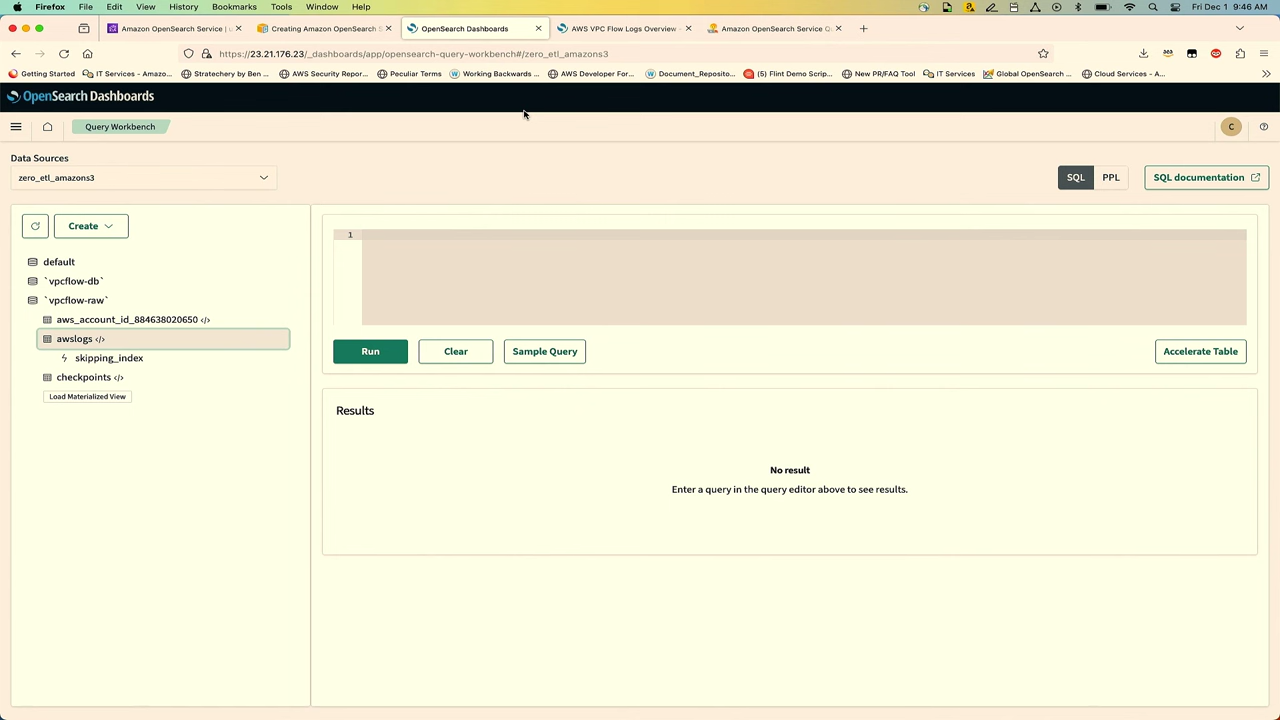 Firefox File Edit View History Bookmarks Tools Window Help Fri Dec 1 9:46 AM
Amazon OpenSearch Service | u Creating Amazon OpenSearch S OpenSearch Dashboards AWS VPC Flow Logs Overview - Amazon OpenSearch Service Q
https://23.21.176.23/_dashboards/app/opensearch-query-workbench#/zero_etl_amazons3
Getting Started IT Services - Amazo... Stratechery by Ben ... AWS Security Repor... Peculiar Terms Working Backwards ... AWS Developer For... Document_Reposito... (5) Flint Demo Scrip... New PR/FAQ Tool IT Services Global OpenSearch ... Cloud Services - A...
OpenSearch Dashboards
Query Workbench C
Data Sources
zero_etl_amazons3 SQL PPL SQL documentation
Create
default
`vpcflow-db`
`vpcflow-raw`
aws_account_id_884638020650 </>
awslogs </>
skipping_index
checkpoints </>
Load Materialized View
1
Run Clear Sample Query Accelerate Table
Results
No result
Enter a query in the query editor above to see results.